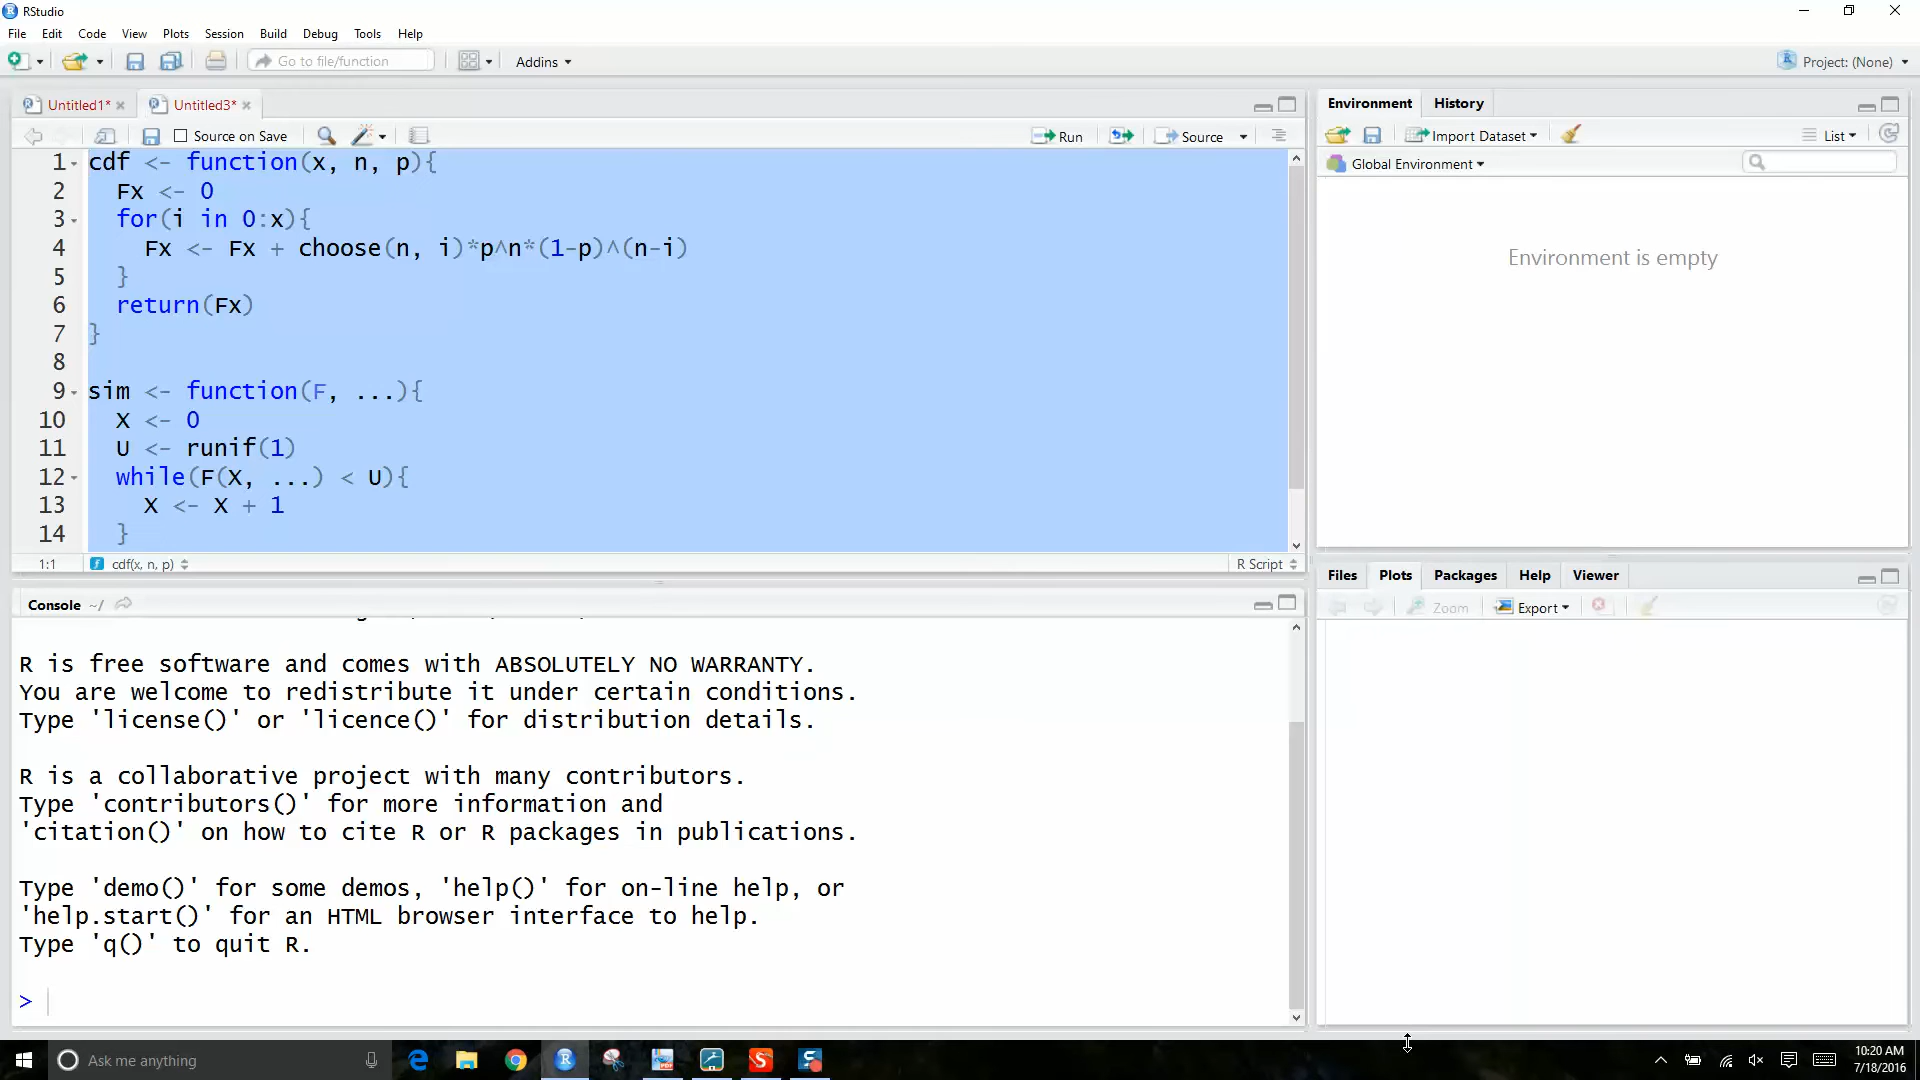 RStudio
File Edit Code View Plots Session Build Debug Tools Help
Go to file/function Addins Project: (None)
Untitled1* Untitled3*
Source on Save Run Source
1 cdf <- function(x, n, p){
2 Fx <- 0
3 for(i in 0:x){
4 Fx <- Fx + choose(n, i)*p^n*(1-p)^(n-i)
5 }
6 return(Fx)
7 }
8
9 sim <- function(F, ...){
10 X <- 0
11 U <- runif(1)
12 while(F(X, ...) < U){
13 X <- X + 1
14 }
1:1 cdf(x, n, p) R Script
Console ~/
R is free software and comes with ABSOLUTELY NO WARRANTY.
You are welcome to redistribute it under certain conditions.
Type 'license()' or 'licence()' for distribution details.
R is a collaborative project with many contributors.
Type 'contributors()' for more information and
'citation()' on how to cite R or R packages in publications.
Type 'demo()' for some demos, 'help()' for on-line help, or
'help.start()' for an HTML browser interface to help.
Type 'q()' to quit R.
>
Environment History
Import Dataset List
Global Environment
Environment is empty
Files Plots Packages Help Viewer
Zoom Export
Ask me anything
10:20 AM
7/18/2016